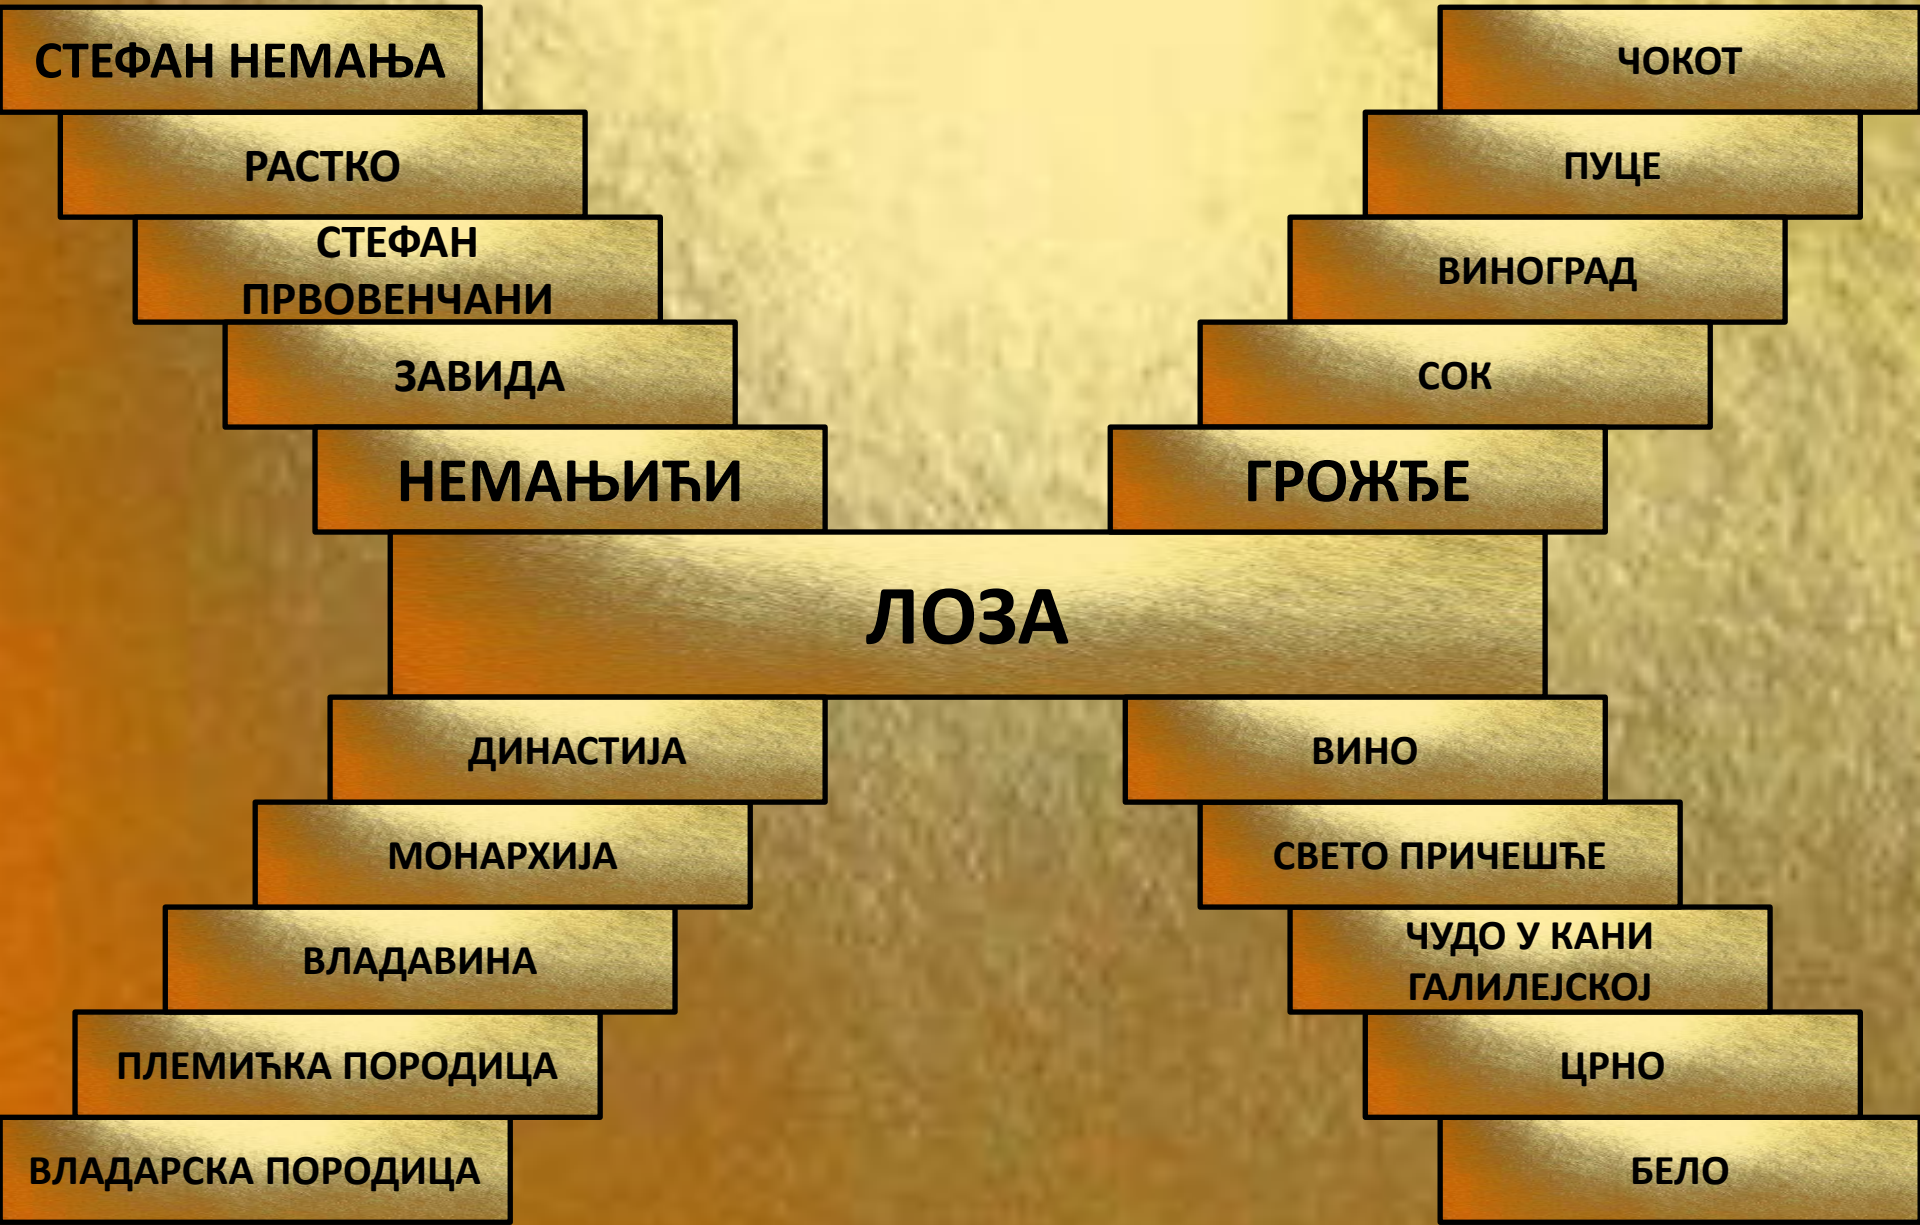 СТЕФАН НЕМАЊА
РАСТКО
СТЕФАН
ПРВОВЕНЧАНИ
ЗАВИДА
НЕМАЊИЋИ
ЧОКОТ
ПУЦЕ
ВИНОГРАД
СОК
ГРОЖЂЕ
ЛОЗА
ДИНАСТИЈА
МОНАРХИЈА
ВЛАДАВИНА
ПЛЕМИЋКА ПОРОДИЦА
ВЛАДАРСКА ПОРОДИЦА
ВИНО
СВЕТО ПРИЧЕШЋЕ
ЧУДО У КАНИ
ГАЛИЛЕЈСКОЈ
ЦРНО
БЕЛО